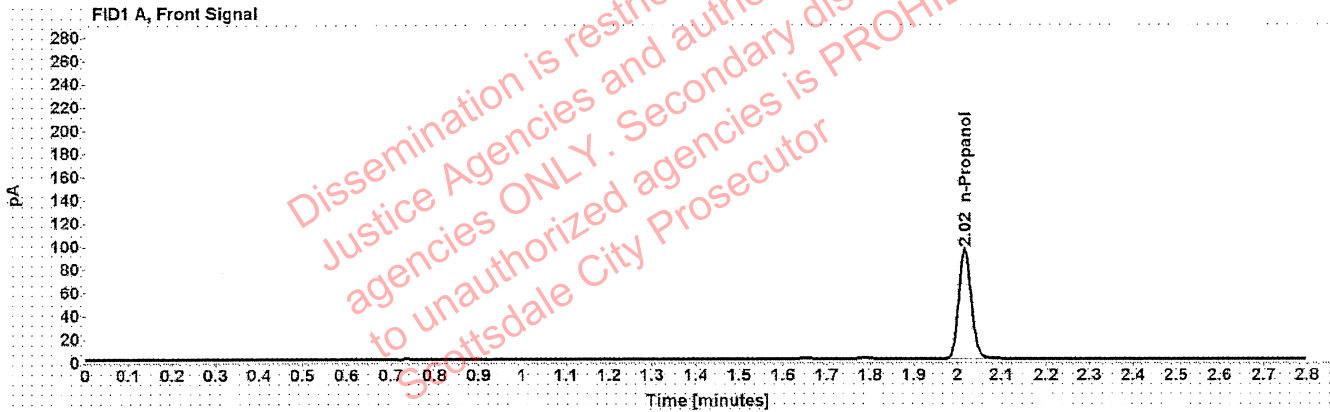 FID1 A, Front Signal
280
260
240
220
200
180
160
140
120
100
80
60
40
20
0
pA
2.02 n-Propanol
0 0.1 0.2 0.3 0.4 0.5 0.6 0.7 0.8 0.9 1 1.1 1.2 1.3 1.4 1.5 1.6 1.7 1.8 1.9 2 2.1 2.2 2.3 2.4 2.5 2.6 2.7 2.8
Time [minutes]
Dissemination is
Justice Agencies and
agencies ONLY. Secondary
to unauthorized agencies is
Scottsdale City Prosecutor